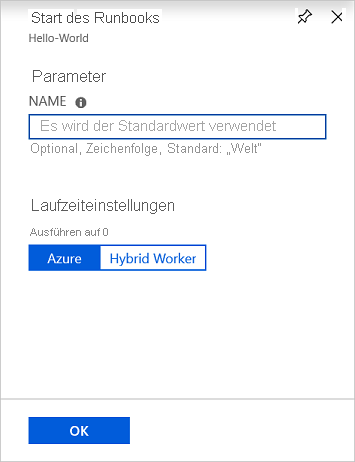 Start des Runbooks
Hello-World
Parameter
NAME
Es wird der Standardwert verwendet
Optional, Zeichenfolge, Standard: „Welt"
Laufzeiteinstellungen
Ausführen auf 0
Azure
Hybrid Worker
OK